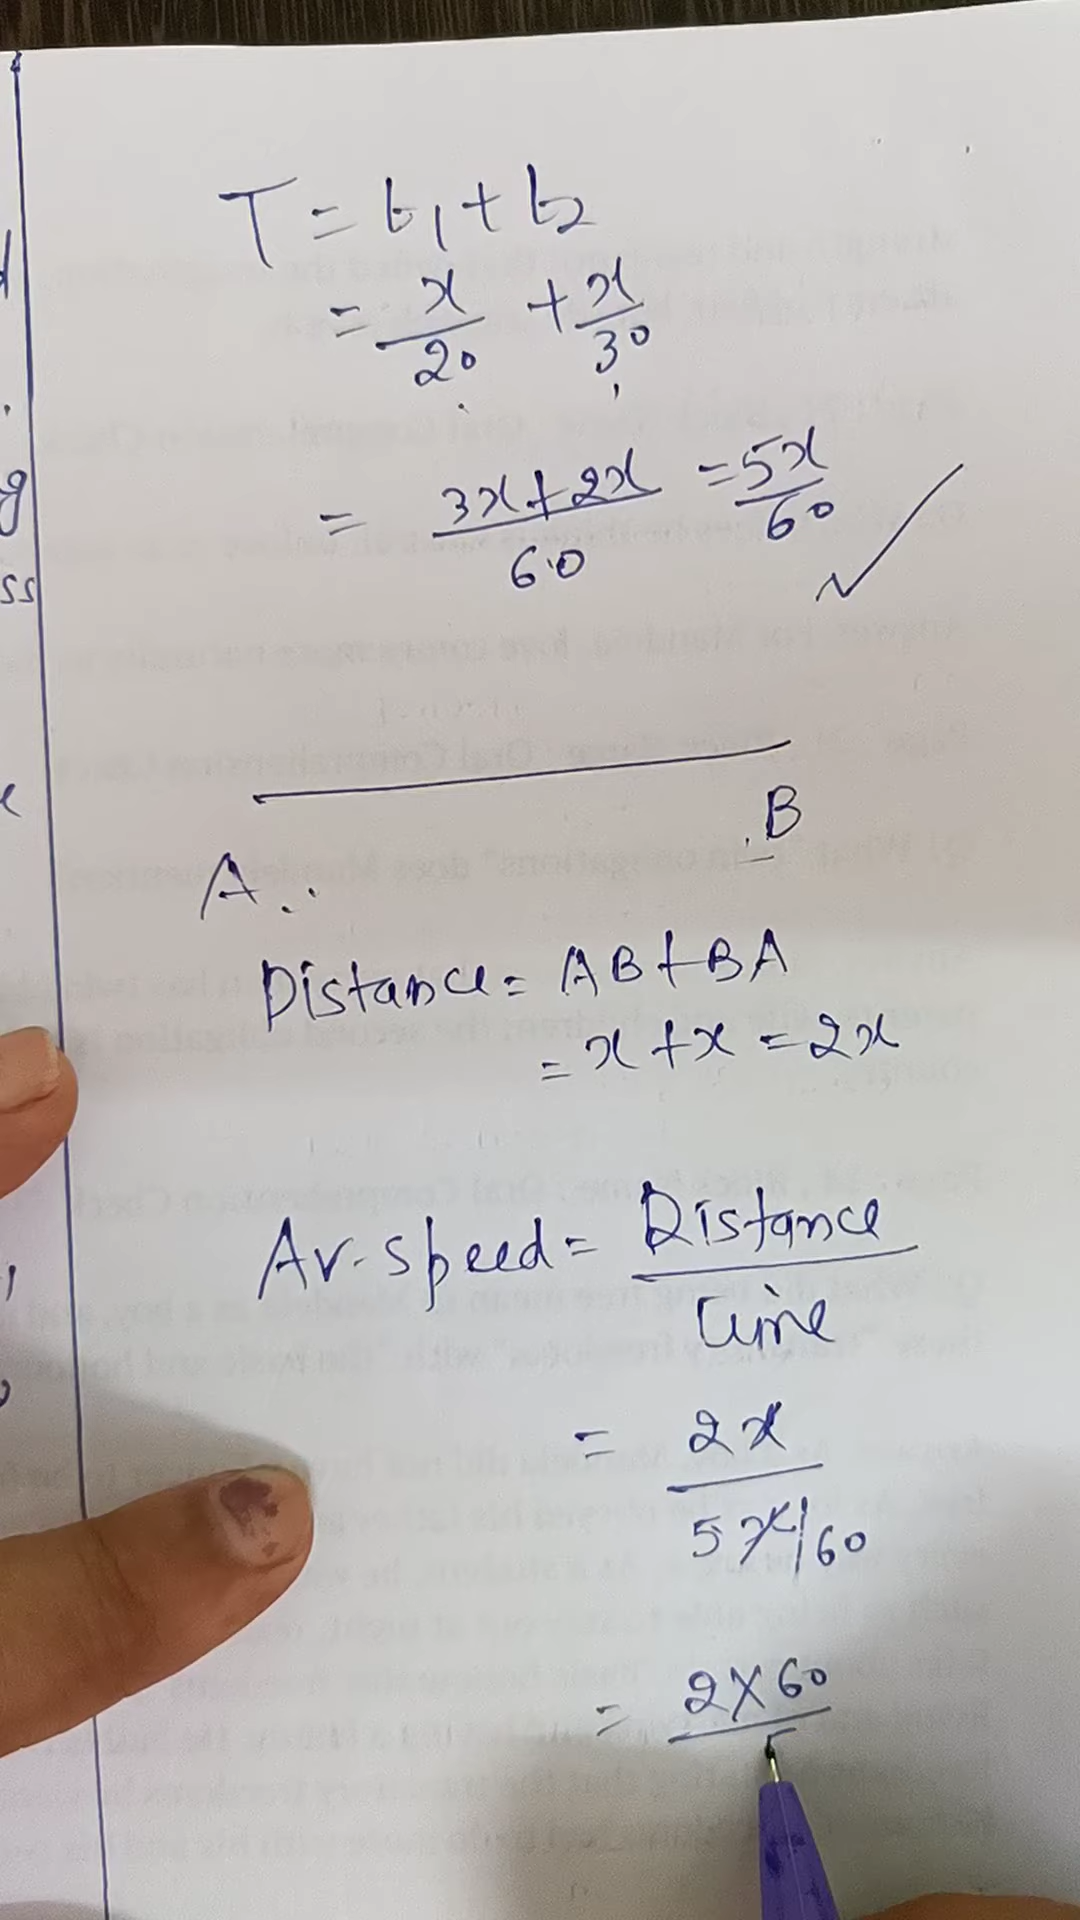 T = t₁ + t₂
= x/20 + x/30
= 3x+2x/60 = 5x/60 ✓
B
A
Distance = AB + BA
= x + x = 2x
Av. speed = Distance/time
= 2x/5x/60
= 2×60/5